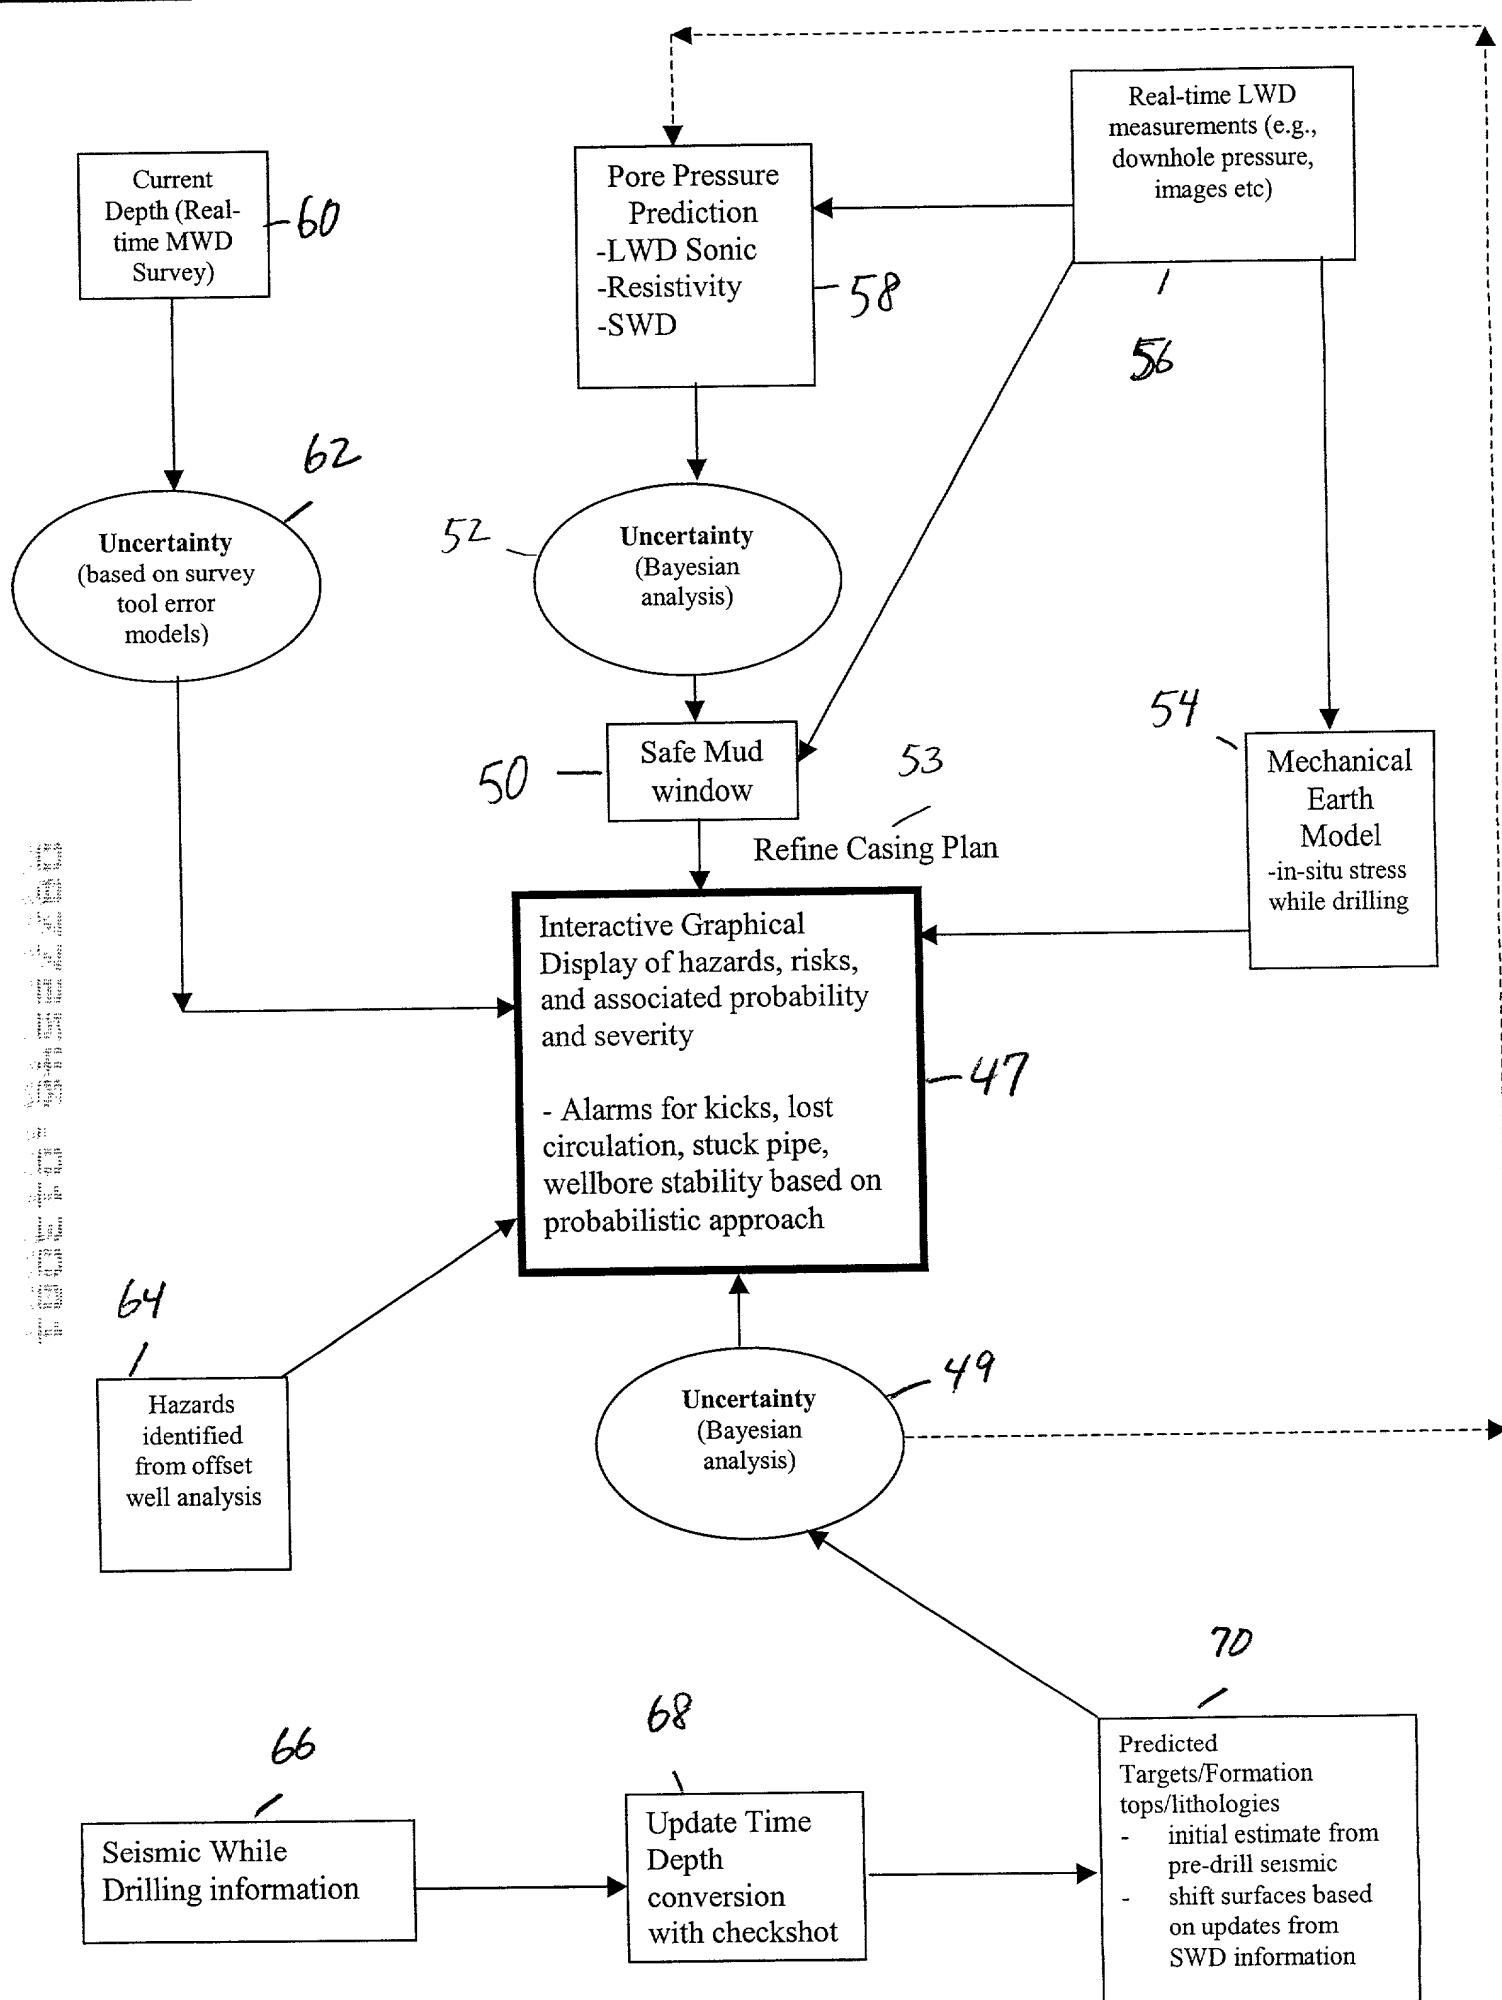 Real-time LWD
measurements (e.g.,
downhole pressure,
images etc)
56
Current
Depth (Real-
time MWD
Survey)
60
Pore Pressure
Prediction
-LWD Sonic
-Resistivity
-SWD
58
62
Uncertainty
(based on survey
tool error
models)
52
Uncertainty
(Bayesian
analysis)
50
Safe Mud
window
53
Refine Casing Plan
54
Mechanical
Earth
Model
-in-situ stress
while drilling
Interactive Graphical
Display of hazards, risks,
and associated probability
and severity
- Alarms for kicks, lost
circulation, stuck pipe,
wellbore stability based on
probabilistic approach
47
64
Hazards
identified
from offset
well analysis
49
Uncertainty
(Bayesian
analysis)
66
Seismic While
Drilling information
68
Update Time
Depth
conversion
with checkshot
70
Predicted
Targets/Formation
tops/lithologies
- initial estimate from
pre-drill seismic
- shift surfaces based
on updates from
SWD information